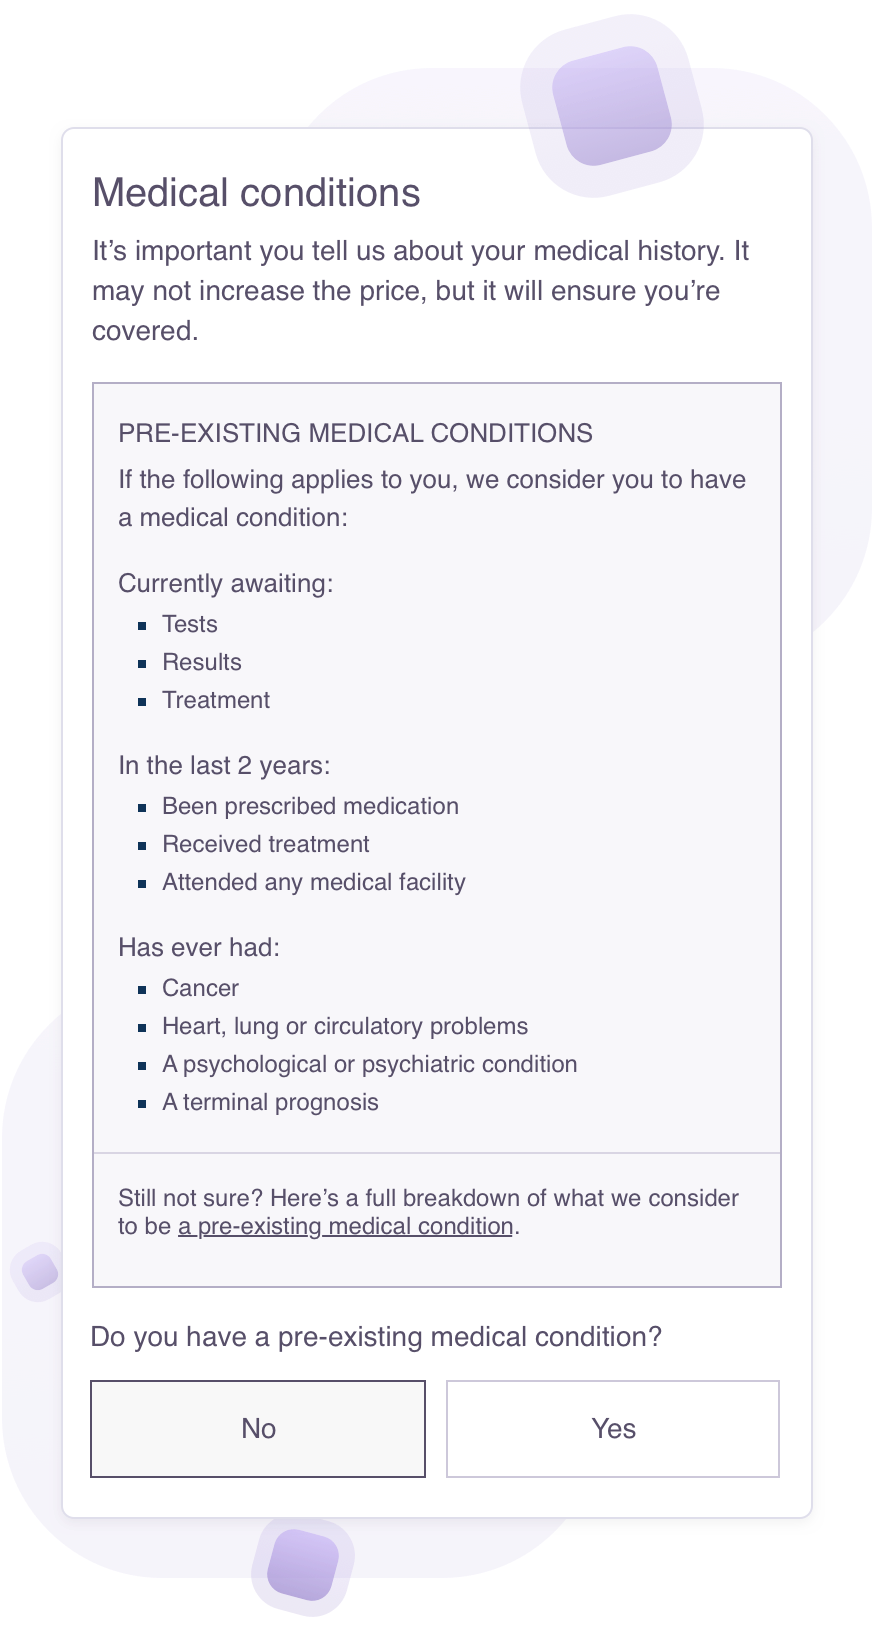 Medical conditions
It’s important you tell us about your medical history. It
may not increase the price, but it will ensure you’re
covered.
PRE-EXISTING MEDICAL CONDITIONS
If the following applies to you, we consider you to have
a medical condition:
Currently awaiting:
Tests
Results
Treatment
In the last 2 years:
Been prescribed medication
Received treatment
Attended any medical facility
Has ever had:
Cancer
Heart, lung or circulatory problems
A psychological or psychiatric condition
A terminal prognosis
Still not sure? Here’s a full breakdown of what we consider
to be a pre-existing medical condition.
Do you have a pre-existing medical condition?
No
Yes